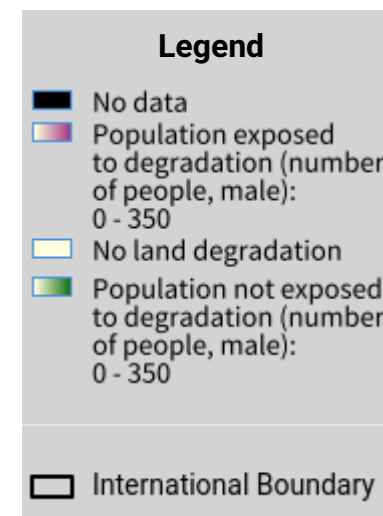 Legend
No data
Population exposed
to degradation (number
of people, male):
0 - 350
No land degradation
Population not exposed
to degradation (number
of people, male):
0 - 350
International Boundary